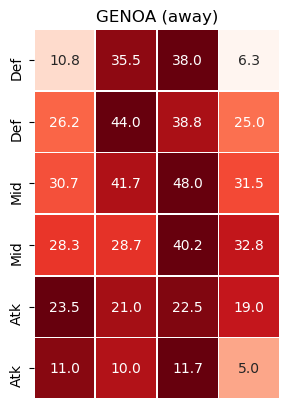 GENOA (away)
Def 10.8 35.5 38.0 6.3
Def 26.2 44.0 38.8 25.0
Mid 30.7 41.7 48.0 31.5
Mid 28.3 28.7 40.2 32.8
Atk 23.5 21.0 22.5 19.0
Atk 11.0 10.0 11.7 5.0